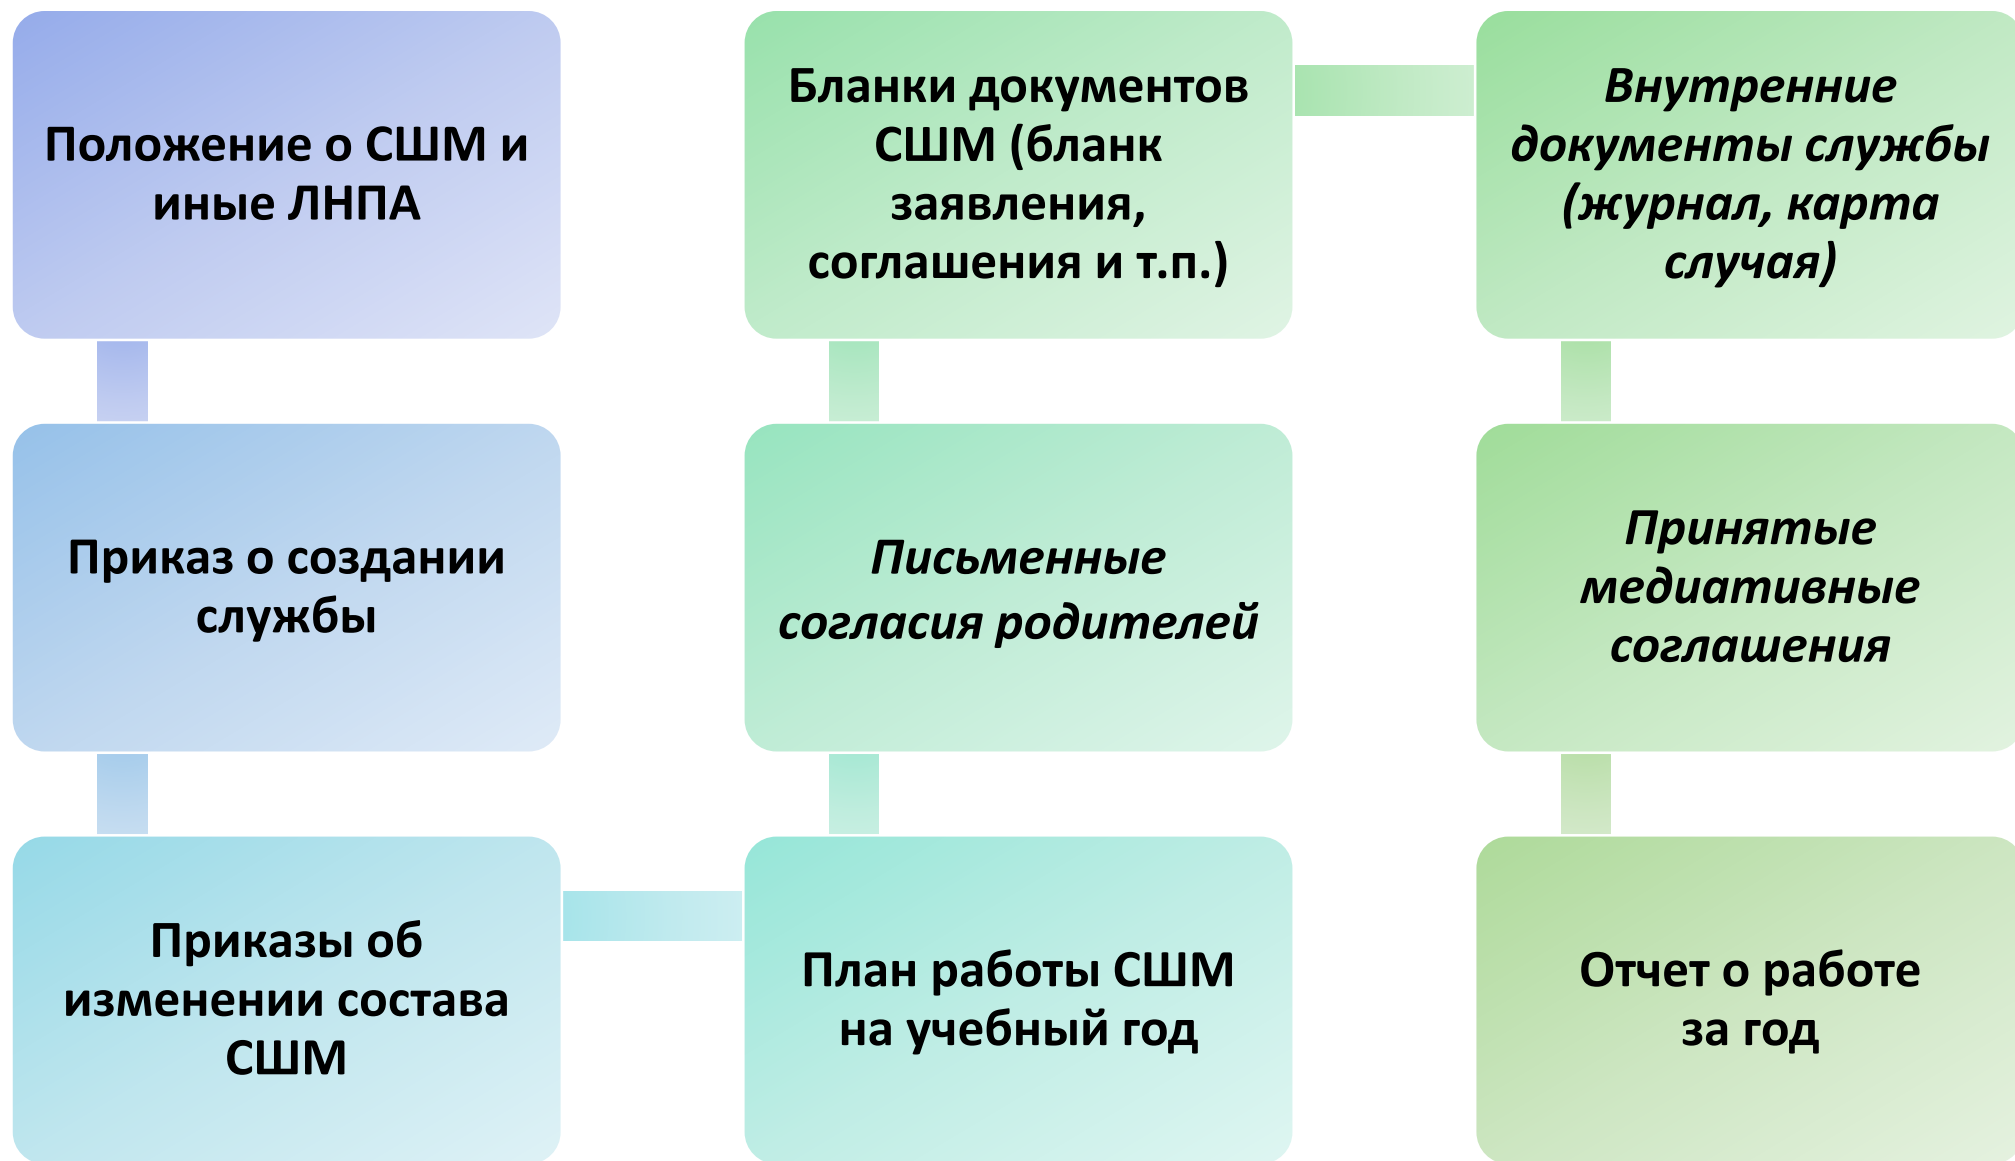 Положение о СШМ и
иные ЛНПА
Приказ о создании
службы
Приказы об
изменении состава
СШМ
План работы СШМ
на учебный год
Письменные
согласия родителей
Бланки документов
СШМ (бланк
заявления,
соглашения и т.п.)
Внутренние
документы службы
(журнал, карта
случая)
Принятые
медиативные
соглашения
Отчет о работе
за год